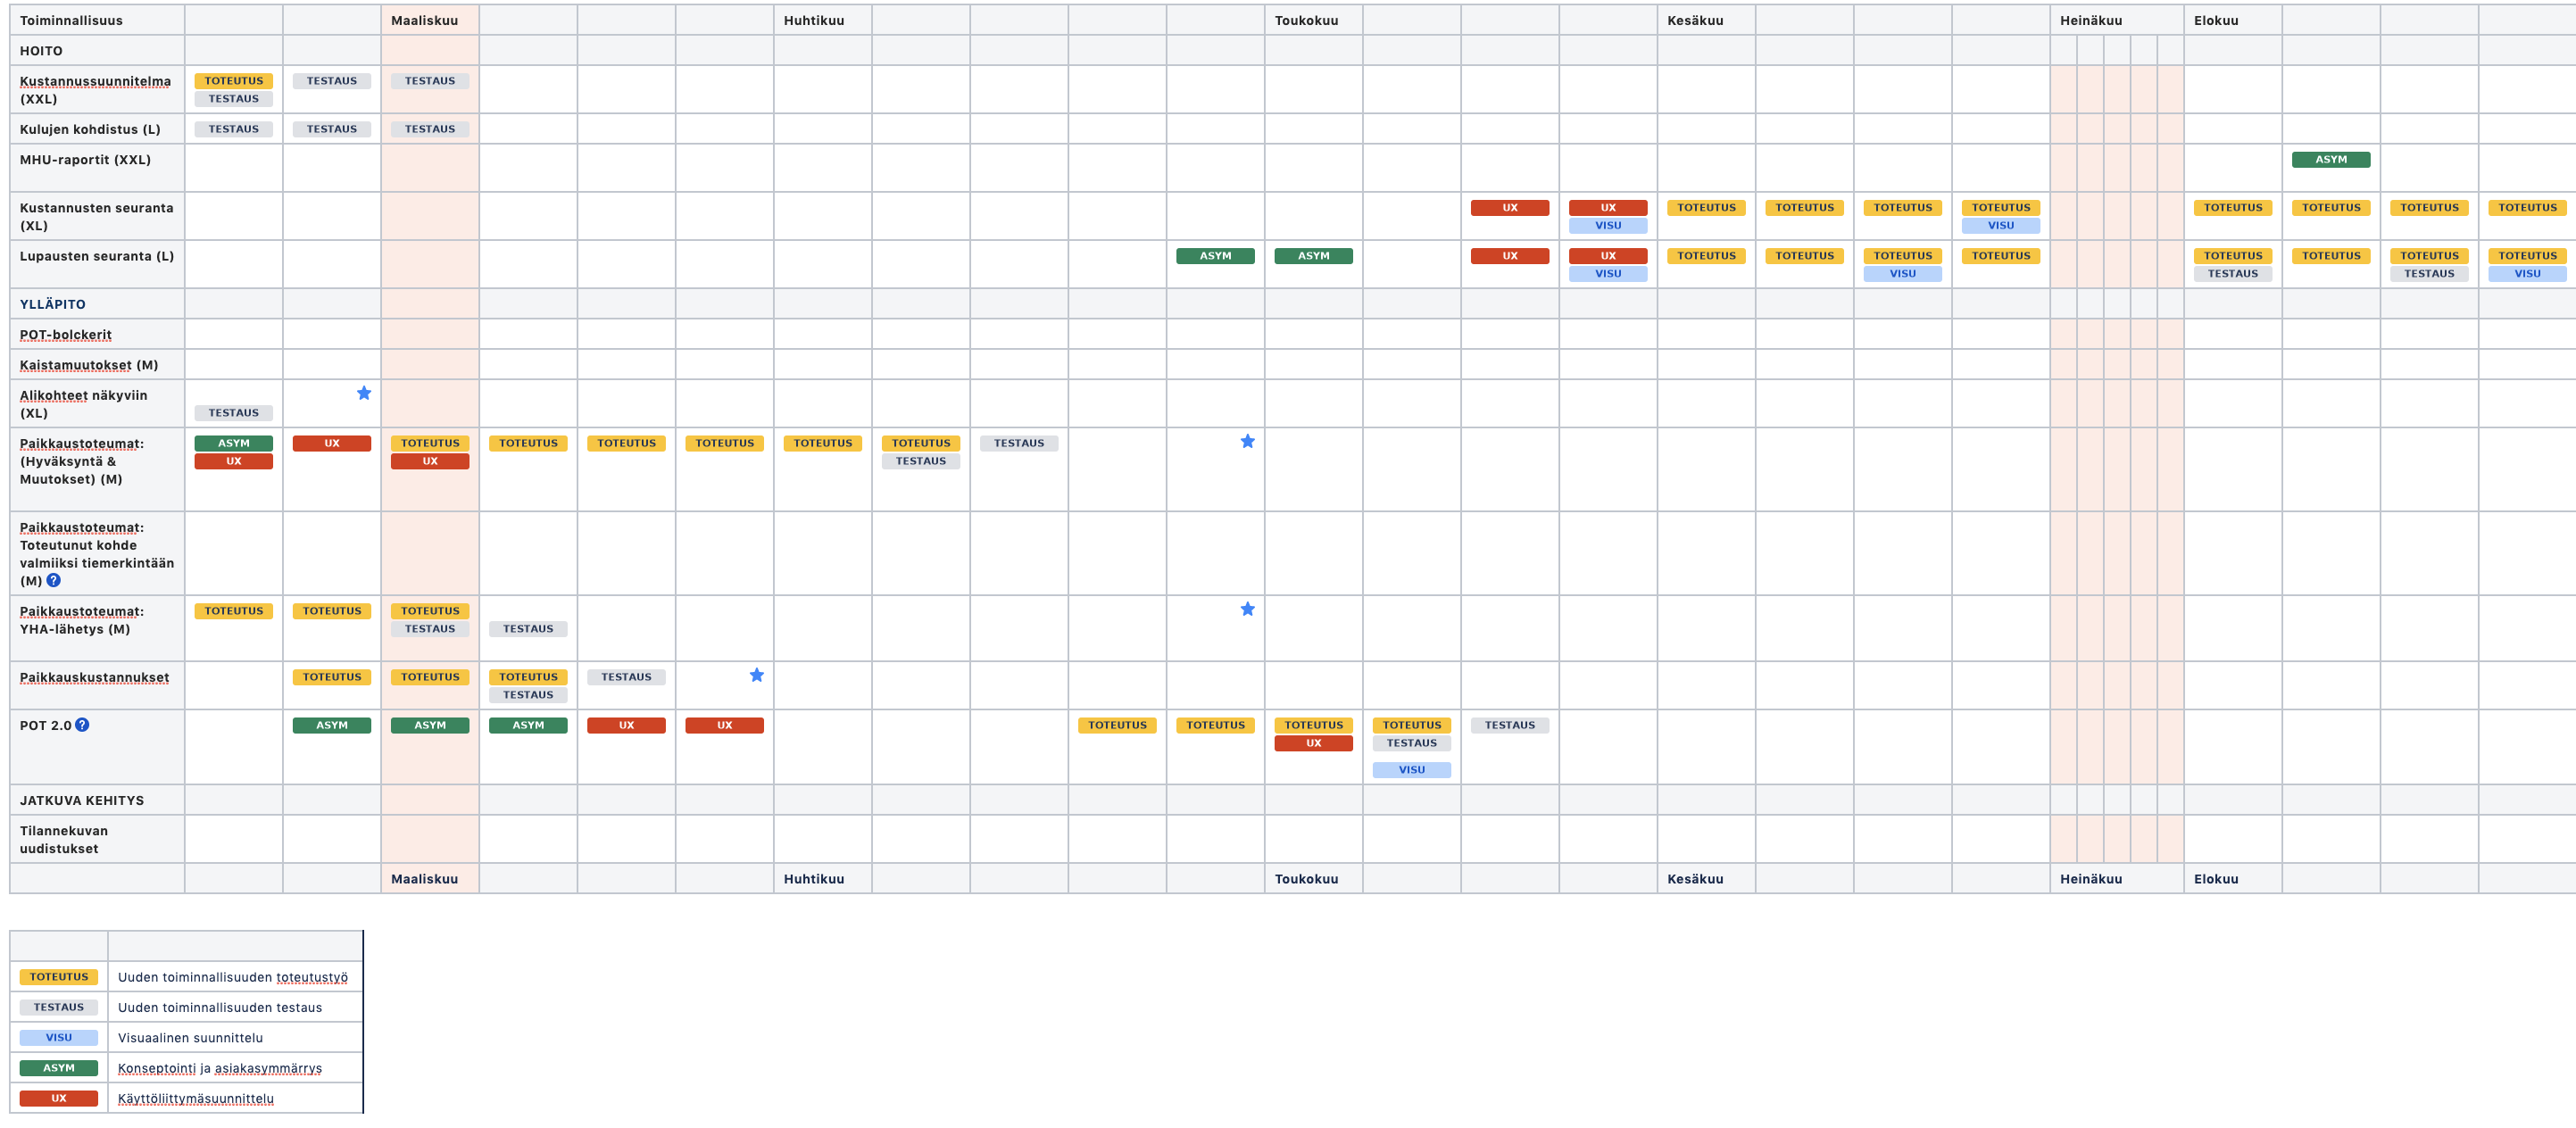 Toiminnallisuus Maaliskuu Huhtikuu Toukokuu Kesäkuu Heinäkuu Elokuu
HOITO
Kustannussuunnitelma TOTEUTUS TESTAUS TESTAUS
(XXL) TESTAUS
Kulujen kohdistus (L) TESTAUS TESTAUS TESTAUS
MHU-raportit (XXL) ASYM
Kustannusten seuranta UX UX TOTEUTUS TOTEUTUS TOTEUTUS TOTEUTUS TOTEUTUS TOTEUTUS TOTEUTUS TOTEUTUS
(XL) VISU VISU
Lupausten seuranta (L) ASYM ASYM UX UX TOTEUTUS TOTEUTUS TOTEUTUS TOTEUTUS TOTEUTUS TOTEUTUS TOTEUTUS TOTEUTUS
VISU VISU TESTAUS TESTAUS VISU
YLLÄPITO
POT-bolckerit
Kaistamuutokset (M)
Alikohteet näkyviin
(XL) TESTAUS
Paikkaustoteumat: ASYM UX TOTEUTUS TOTEUTUS TOTEUTUS TOTEUTUS TOTEUTUS TOTEUTUS TESTAUS
(Hyväksyntä & UX UX TESTAUS
Muutokset) (M)
Paikkaustoteumat:
Toteutunut kohde
valmiiksi tiemerkintään
(M) ?
Paikkaustoteumat: TOTEUTUS TOTEUTUS TOTEUTUS
YHA-lähetys (M) TESTAUS TESTAUS
Paikkauskustannukset TOTEUTUS TOTEUTUS TOTEUTUS TESTAUS
TESTAUS
POT 2.0 ? ASYM ASYM ASYM UX UX TOTEUTUS TOTEUTUS TOTEUTUS TOTEUTUS TESTAUS
UX TESTAUS
VISU
JATKUVA KEHITYS
Tilannekuvan
uudistukset
Maaliskuu Huhtikuu Toukokuu Kesäkuu Heinäkuu Elokuu
TOTEUTUS Uuden toiminnallisuuden toteutustyö
TESTAUS Uuden toiminnallisuuden testaus
VISU Visuaalinen suunnittelu
ASYM Konseptointi ja asiakasymmärrys
UX Käyttöliittymäsuunnittelu